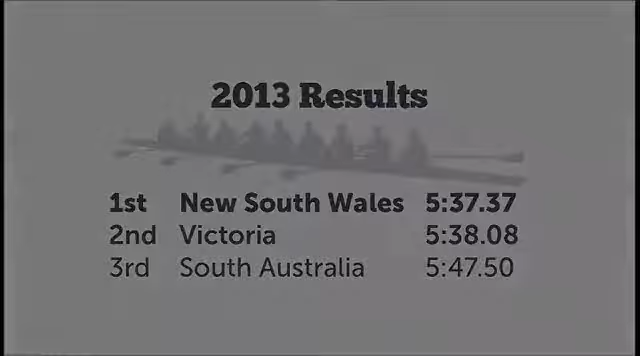 2013 Results
1st New South Wales 5:37.37
2nd Victoria 5:38.08
3rd South Australia 5:47.50